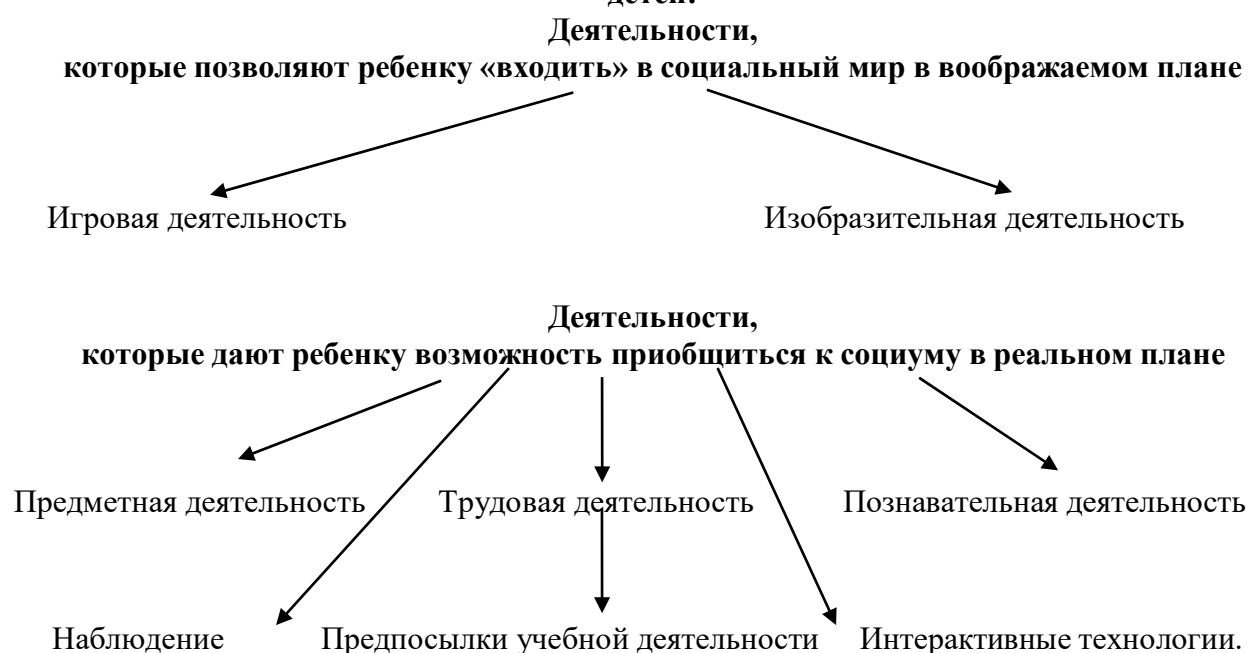 Деятельности,
которые позволяют ребенку «входить» в социальный мир в воображаемом плане
Игровая деятельность Изобразительная деятельность
Деятельности,
которые дают ребенку возможность приобщиться к социуму в реальном плане
Предметная деятельность Трудовая деятельность Познавательная деятельность
Наблюдение Предпосылки учебной деятельности Интерактивные технологии.